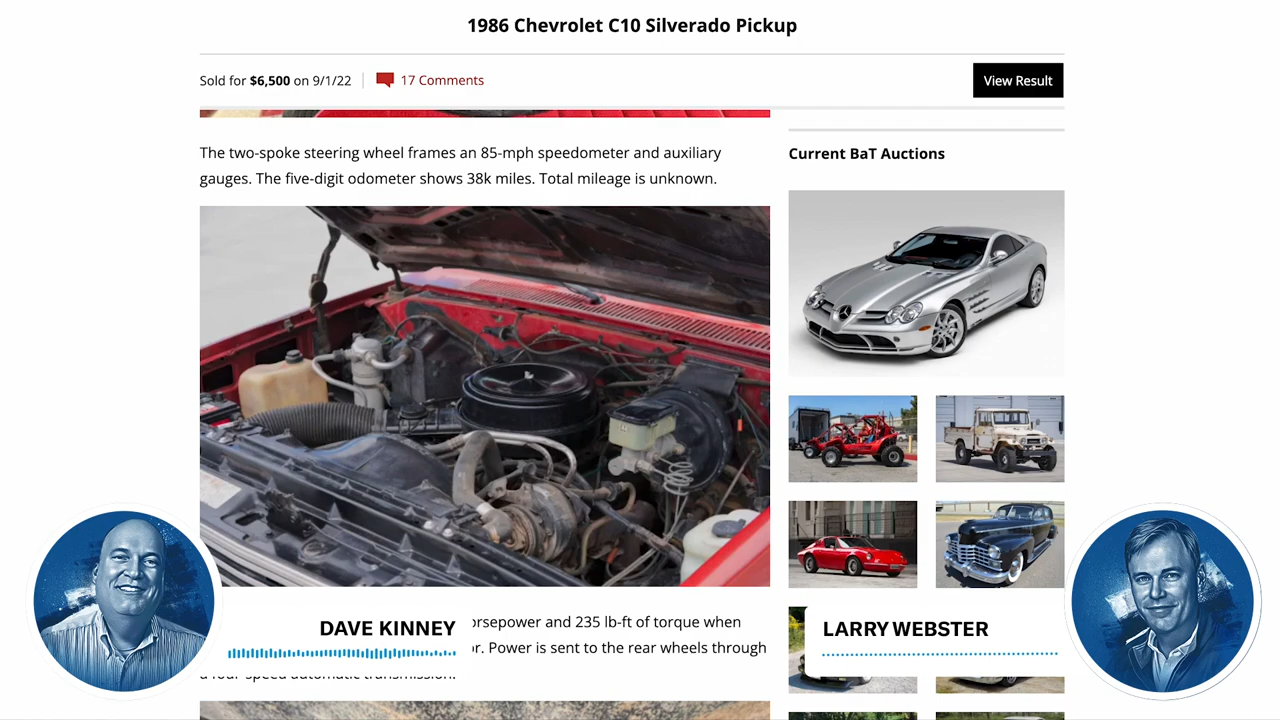 1986 Chevrolet C10 Silverado Pickup
Sold for $6,500 on 9/1/22
17 Comments
View Result
The two-spoke steering wheel frames an 85-mph speedometer and auxiliary
gauges. The five-digit odometer shows 38k miles. Total mileage is unknown.
Current BaT Auctions
and 235 lb-ft of torque when
Power is sent to the rear wheels through
DAVE KINNEY
LARRY WEBSTER